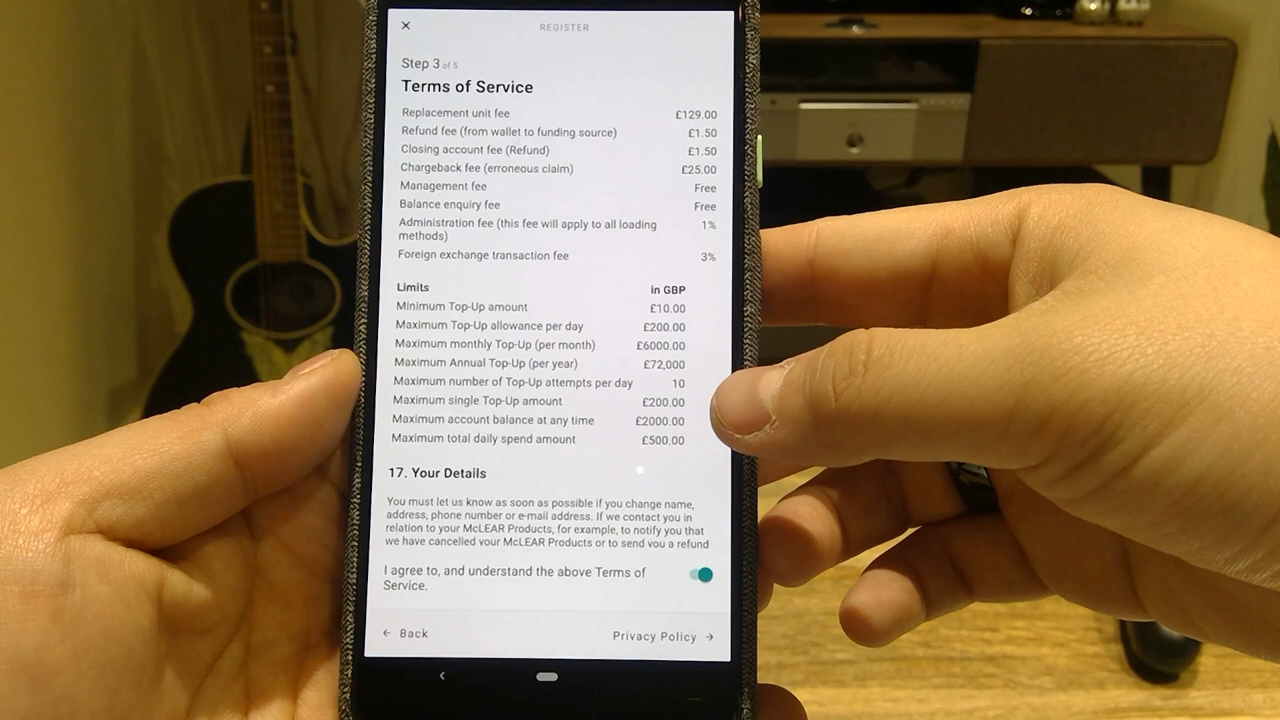 REGISTER
Step 3 of 5
Terms of Service
Replacement unit fee £129.00
Refund fee (from wallet to funding source) £1.50
Closing account fee (Refund) £1.50
Chargeback fee (erroneous claim) £25.00
Management fee Free
Balance enquiry fee Free
Administration fee (this fee will apply to all loading 1%
methods)
Foreign exchange transaction fee 3%
Limits in GBP
Minimum Top-Up amount £10.00
Maximum Top-Up allowance per day £200.00
Maximum monthly Top-Up (per month) £6000.00
Maximum Annual Top-Up (per year) £72,000
Maximum number of Top-Up attempts per day 10
Maximum single Top-Up amount £200.00
Maximum account balance at any time £2000.00
Maximum total daily spend amount £500.00
17. Your Details
You must let us know as soon as possible if you change name,
address, phone number or e-mail address. If we contact you in
relation to your McLEAR Products, for example, to notify you that
we have cancelled your McLEAR Products or to send you a refund
I agree to, and understand the above Terms of
Service.
← Back Privacy Policy →